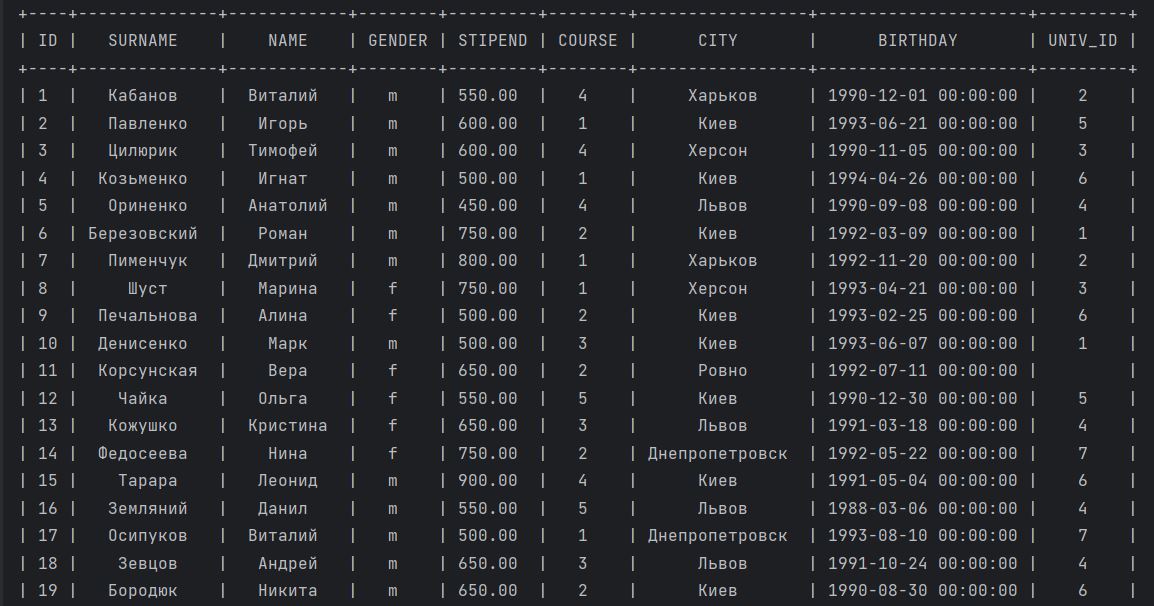 +----+--------------+------------+--------+---------+--------+-----------------+---------------------+---------+
| ID | SURNAME | NAME | GENDER | STIPEND | COURSE | CITY | BIRTHDAY | UNIV_ID |
+----+--------------+------------+--------+---------+--------+-----------------+---------------------+---------+
| 1 | Кабанов | Виталий | m | 550.00 | 4 | Харьков | 1990-12-01 00:00:00 | 2 |
| 2 | Павленко | Игорь | m | 600.00 | 1 | Киев | 1993-06-21 00:00:00 | 5 |
| 3 | Цилюрик | Тимофей | m | 600.00 | 4 | Херсон | 1990-11-05 00:00:00 | 3 |
| 4 | Козьменко | Игнат | m | 500.00 | 1 | Киев | 1994-04-26 00:00:00 | 6 |
| 5 | Ориненко | Анатолий | m | 450.00 | 4 | Львов | 1990-09-08 00:00:00 | 4 |
| 6 | Березовский | Роман | m | 750.00 | 2 | Киев | 1992-03-09 00:00:00 | 1 |
| 7 | Пименчук | Дмитрий | m | 800.00 | 1 | Харьков | 1992-11-20 00:00:00 | 2 |
| 8 | Шуст | Марина | f | 750.00 | 1 | Херсон | 1993-04-21 00:00:00 | 3 |
| 9 | Печальнова | Алина | f | 500.00 | 2 | Киев | 1993-02-25 00:00:00 | 6 |
| 10 | Денисенко | Марк | m | 500.00 | 3 | Киев | 1993-06-07 00:00:00 | 1 |
| 11 | Корсунская | Вера | f | 650.00 | 2 | Ровно | 1992-07-11 00:00:00 | |
| 12 | Чайка | Ольга | f | 550.00 | 5 | Киев | 1990-12-30 00:00:00 | 5 |
| 13 | Кожушко | Кристина | f | 650.00 | 3 | Львов | 1991-03-18 00:00:00 | 4 |
| 14 | Федосеева | Нина | f | 750.00 | 2 | Днепропетровск | 1992-05-22 00:00:00 | 7 |
| 15 | Тарара | Леонид | m | 900.00 | 4 | Киев | 1991-05-04 00:00:00 | 6 |
| 16 | Земляний | Данил | m | 550.00 | 5 | Львов | 1988-03-06 00:00:00 | 4 |
| 17 | Осипуков | Виталий | m | 500.00 | 1 | Днепропетровск | 1993-08-10 00:00:00 | 7 |
| 18 | Зевцов | Андрей | m | 650.00 | 3 | Львов | 1991-10-24 00:00:00 | 4 |
| 19 | Бородюк | Никита | m | 650.00 | 2 | Киев | 1990-08-30 00:00:00 | 6 |